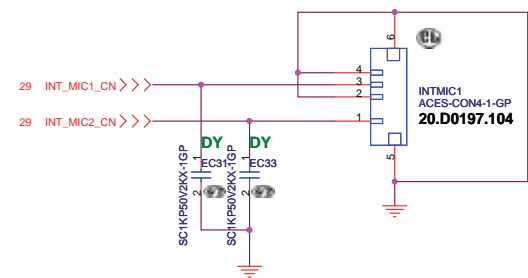 6
4
3
2
1
5
29 INT_MIC1_CN
29 INT_MIC2_CN
INTMIC1
ACES-CON4-1-GP
20.D0197.104
DY
DY
1
1
EC31
EC33
2
2
SC1KP50V2KX-1GP
SC1KP50V2KX-1GP